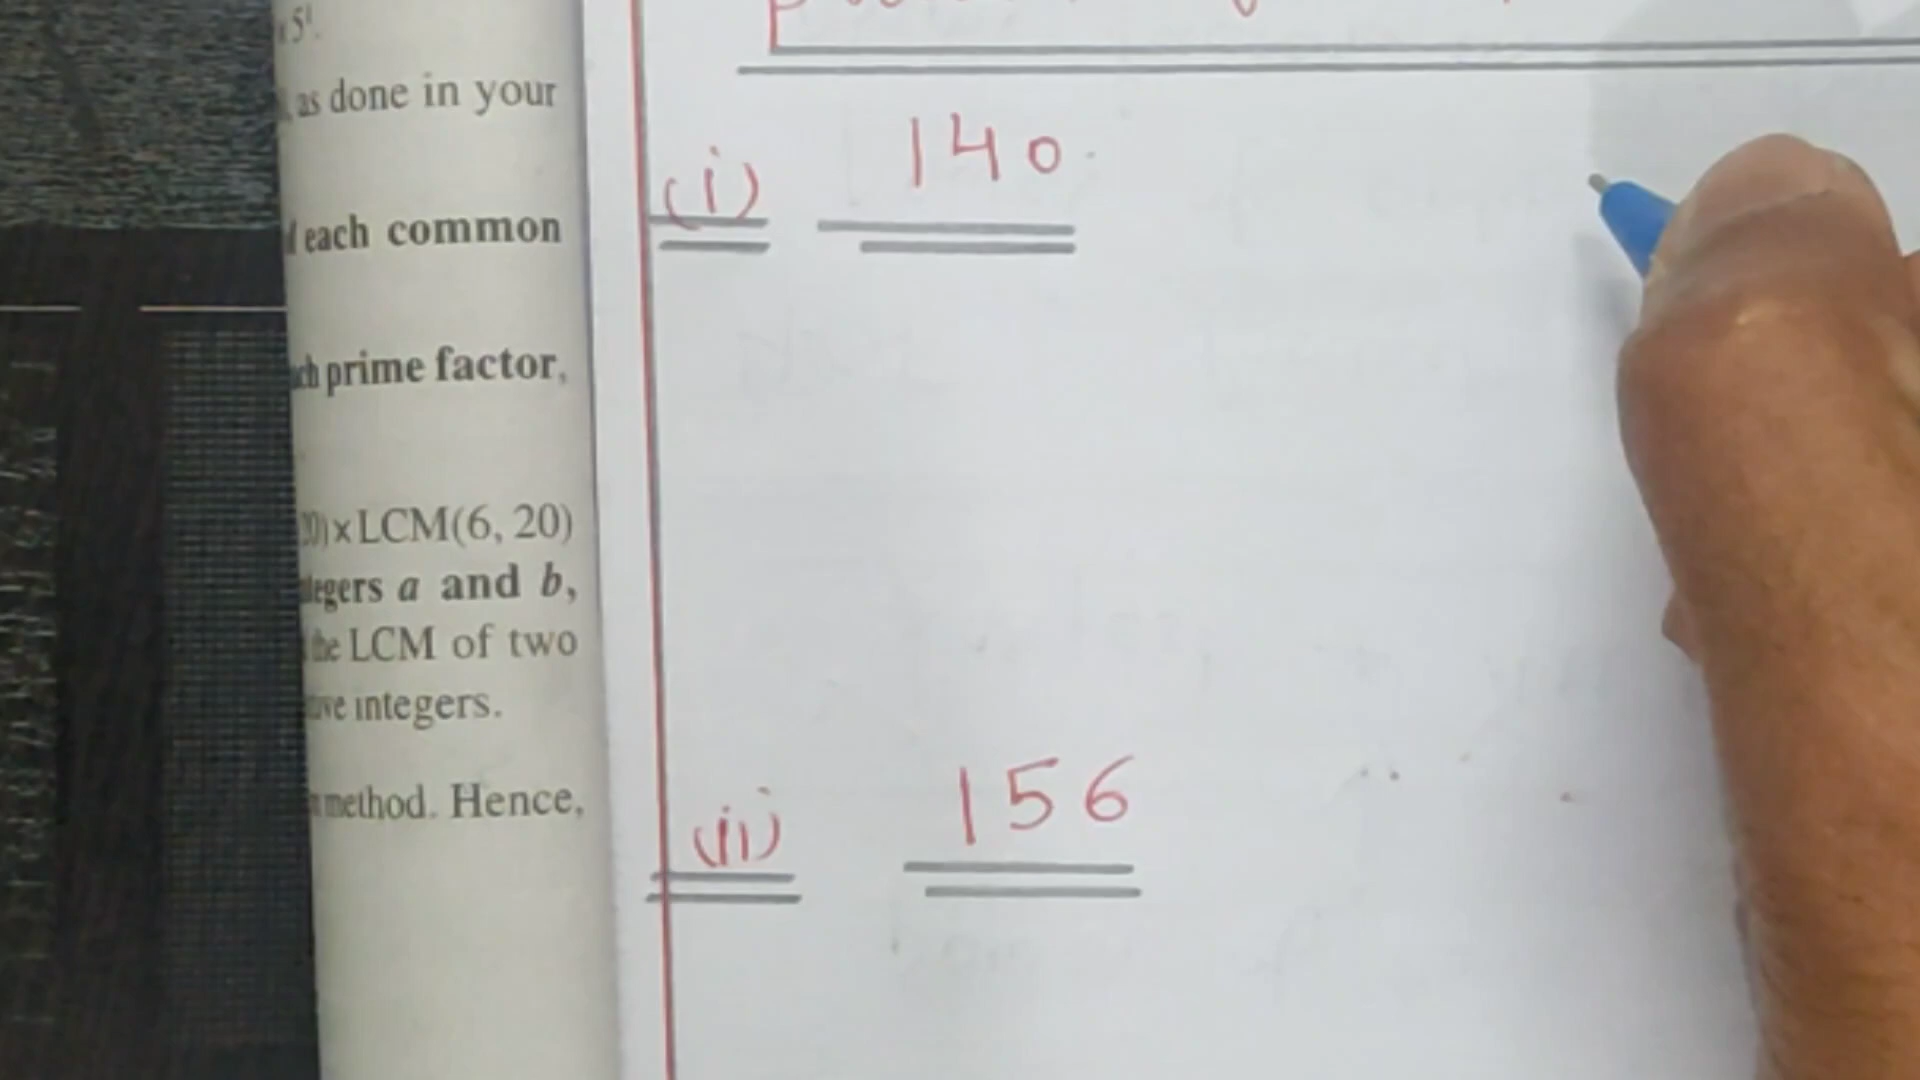 5¹.
as done in your
each common
prime factor,
×LCM(6, 20)
a and b,
LCM of two
integers.
method. Hence,
(i) 140
(ii) 156